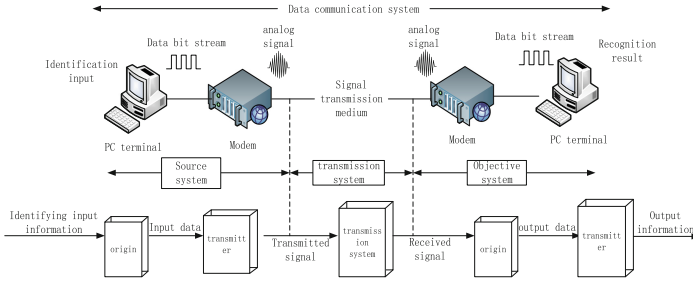 Data communication system
Data bit stream
analog
signal
analog
signal
Data bit stream
Recognition
result
Identification
input
Signal
transmission
medium
PC terminal
Modem
Modem
PC terminal
Source
system
transmission
system
Objective
system
Identifying input
information
origin
Input data
transmitt
er
Transmitted
signal
transmiss
ion
system
Received
signal
origin
output data
transmitt
er
Output
information